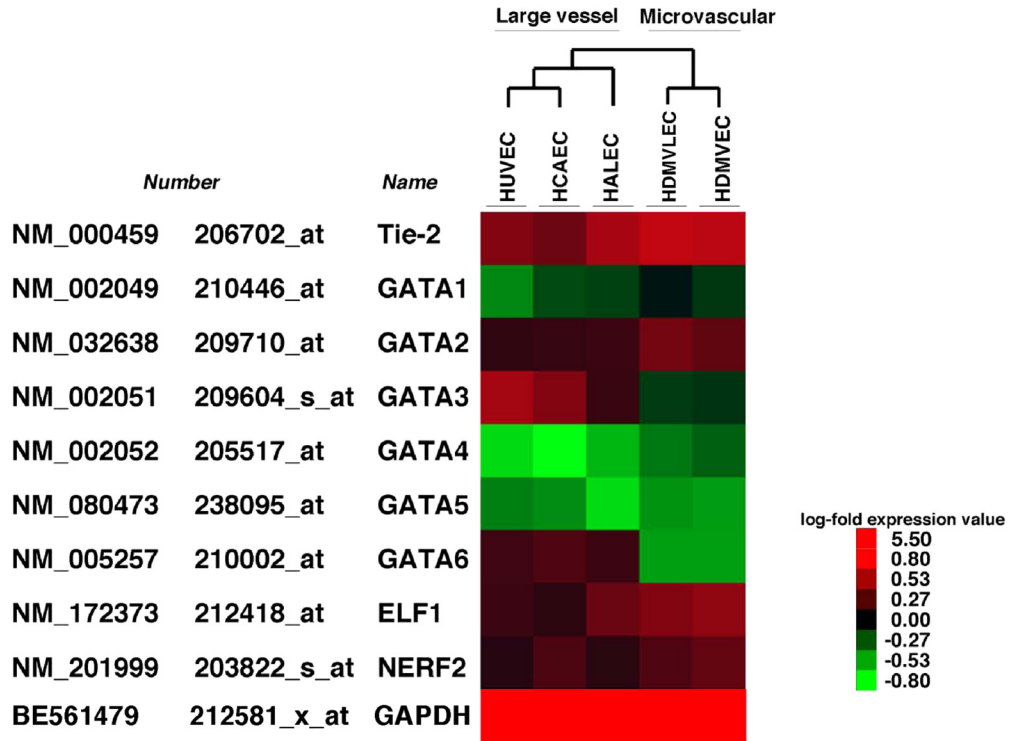 Large vessel Microvascular
HUVEC HCAEC HALEC HDMVLEC HDMVEC
Number Name
NM_000459 206702_at Tie-2
NM_002049 210446_at GATA1
NM_032638 209710_at GATA2
NM_002051 209604_s_at GATA3
NM_002052 205517_at GATA4
NM_080473 238095_at GATA5
NM_005257 210002_at GATA6
NM_172373 212418_at ELF1
NM_201999 203822_s_at NERF2
BE561479 212581_x_at GAPDH
log-fold expression value
5.50
0.80
0.53
0.27
0.00
-0.27
-0.53
-0.80